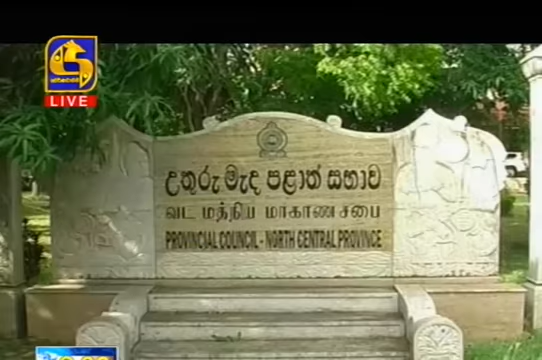 LIVE
උතුරු මැද පළාත් සභාව
வட மத்திய மாகாண சபை
PROVINCIAL COUNCIL - NORTH CENTRAL PROVINCE